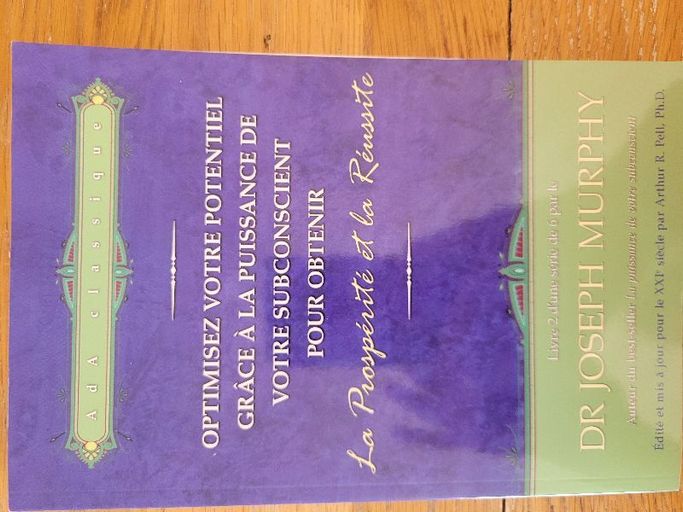 AdA classique
OPTIMISEZ VOTRE POTENTIEL
GRÂCE À LA PUISSANCE DE
VOTRE SUBCONSCIENT
POUR OBTENIR
La Prospérité et la Réussite
Livre 2 d'une série de 6 par le
DR JOSEPH MURPHY
Auteur du best-seller La puissance de votre subconscient
Édité et mis à jour pour le XXIe siècle par Arthur R. Pell, Ph.D.